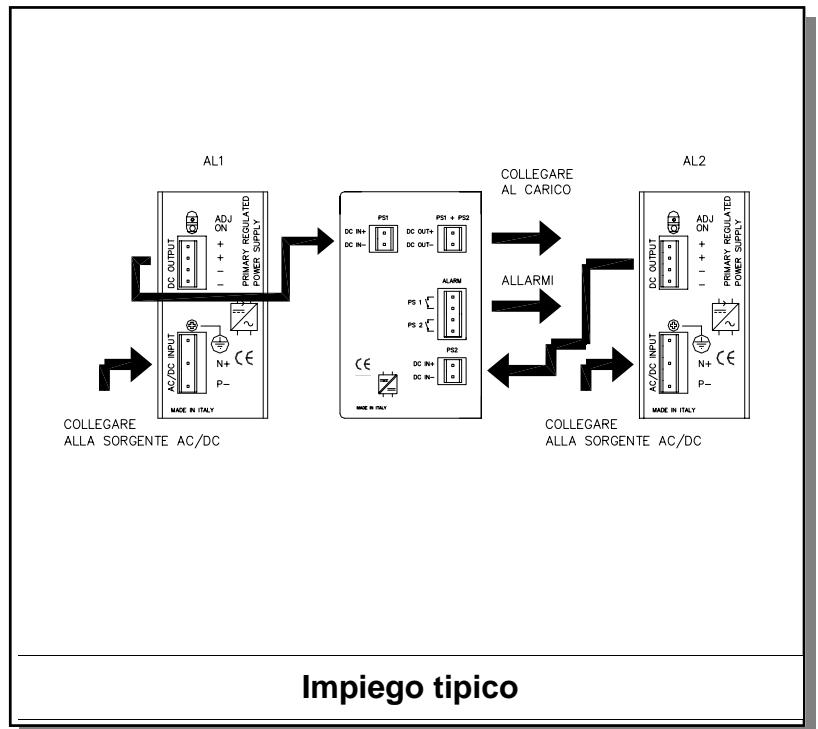 AL1
ADJ
ON
+
+
-
-
DC OUTPUT
PRIMARY REGULATED
POWER SUPPLY
AC/DC INPUT
N+
P-
CE
MADE IN ITALY
COLLEGARE
ALLA SORGENTE AC/DC
PS1
DC IN+
DC IN-
PS1 + PS2
DC OUT+
DC OUT-
ALARM
PS 1
PS 2
PS2
DC IN+
DC IN-
CE
MADE IN ITALY
COLLEGARE
AL CARICO
ALLARMI
AL2
ADJ
ON
+
+
-
-
DC OUTPUT
PRIMARY REGULATED
POWER SUPPLY
AC/DC INPUT
N+
P-
CE
MADE IN ITALY
COLLEGARE
ALLA SORGENTE AC/DC
Impiego tipico